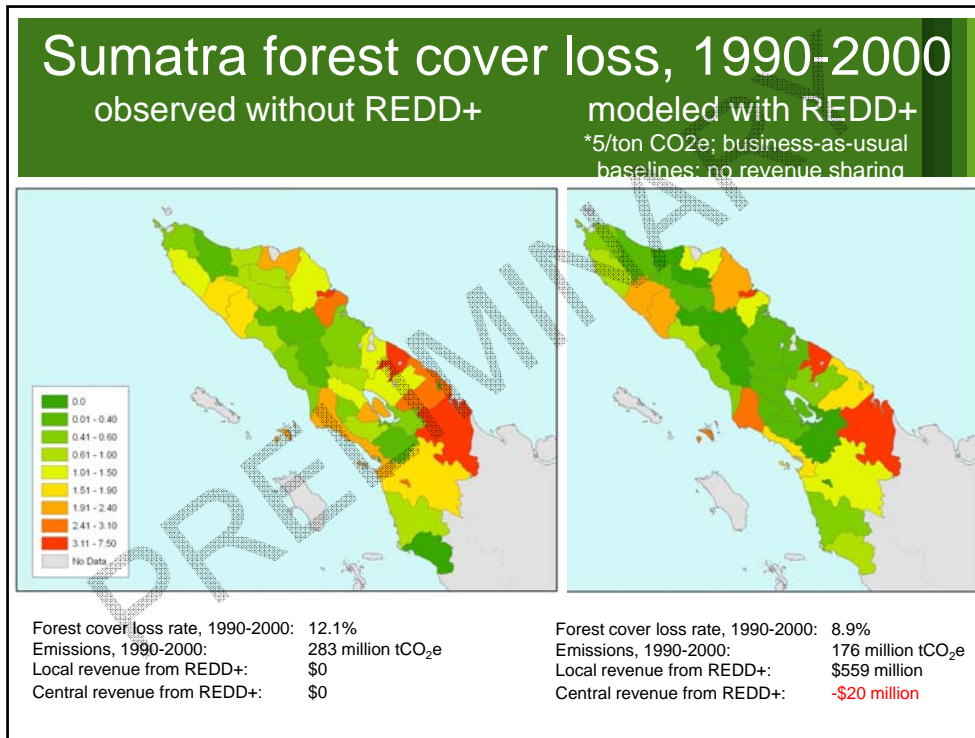 Sumatra forest cover loss, 1990-2000
observed without REDD+
modeled with REDD+
*5/ton CO2e; business-as-usual
baselines; no revenue sharing
PRELIMINARY
0.0
0.01 - 0.40
0.41 - 0.60
0.61 - 1.00
1.01 - 1.50
1.51 - 1.90
1.91 - 2.40
2.41 - 3.10
3.11 - 7.50
No Data
Forest cover loss rate, 1990-2000: 12.1%
Emissions, 1990-2000: 283 million tCO₂e
Local revenue from REDD+: $0
Central revenue from REDD+: $0
Forest cover loss rate, 1990-2000: 8.9%
Emissions, 1990-2000: 176 million tCO₂e
Local revenue from REDD+: $559 million
Central revenue from REDD+: -$20 million